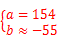 {a = 154
{b ≈ −55